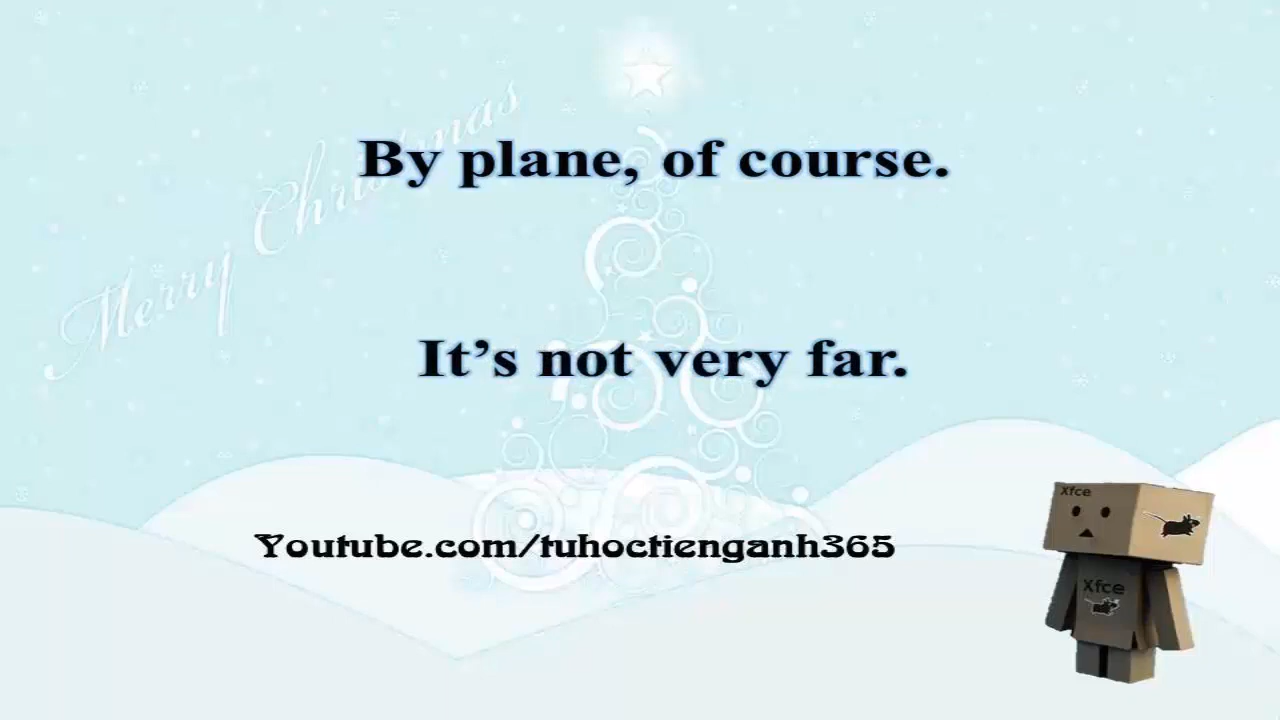 Merry Christmas
By plane, of course.
It's not very far.
Youtube.com/tuhoctienganh365
Xfce
Xfce